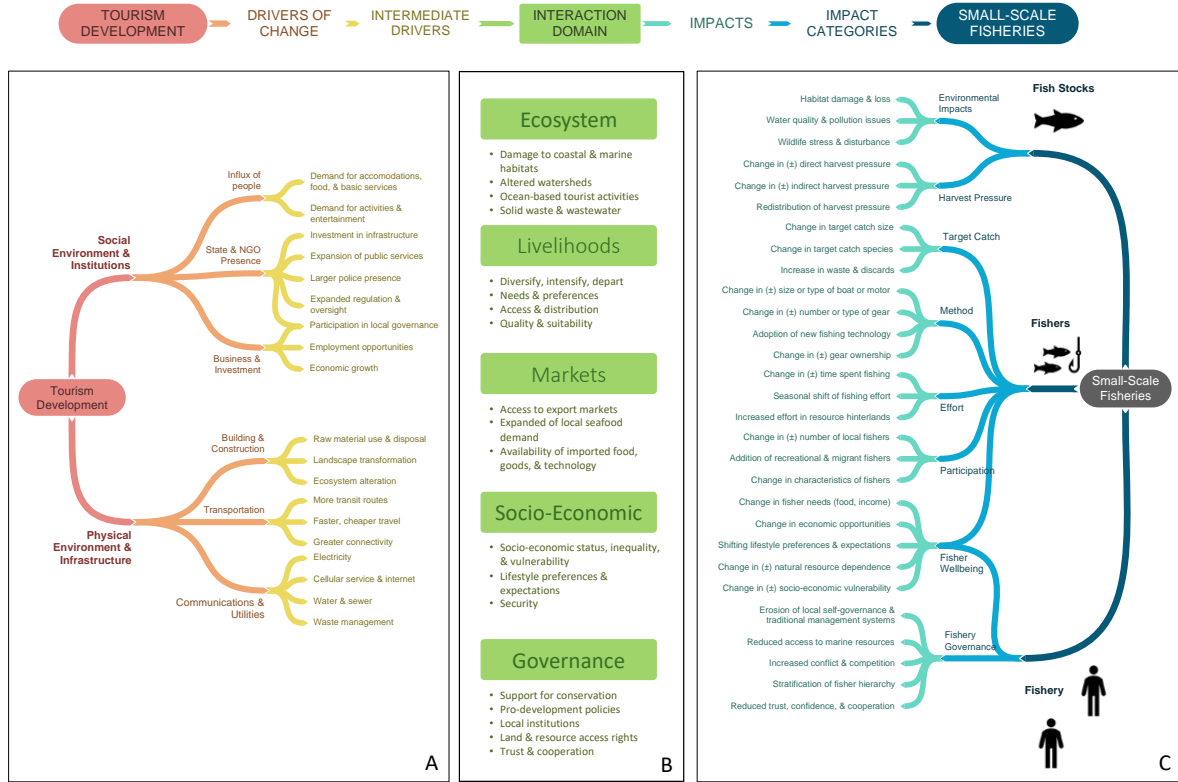 TOURISM
DEVELOPMENT
DRIVERS OF
CHANGE
INTERMEDIATE
DRIVERS
INTERACTION
DOMAIN
IMPACTS
IMPACT
CATEGORIES
SMALL-SCALE
FISHERIES
Influx of
people
Demand for accomodations,
food, & basic services
Demand for activities &
entertainment
Social
Environment
& Institutions
State & NGO
Presence
Investment in infrastructure
Expansion of public services
Larger police presence
Expanded regulation &
oversight
Participation in local governance
Employment opportunities
Business &
Investment
Economic growth
Tourism
Development
Building &
Construction
Raw material use & disposal
Landscape transformation
Ecosystem alteration
Transportation
More transit routes
Faster, cheaper travel
Greater connectivity
Physical
Environment &
Infrastructure
Electricity
Cellular service & internet
Communications &
Utilities
Water & sewer
Waste management
A
Ecosystem
• Damage to coastal & marine
habitats
• Altered watersheds
• Ocean-based tourist activities
• Solid waste & wastewater
Livelihoods
• Diversify, intensify, depart
• Needs & preferences
• Access & distribution
• Quality & suitability
Markets
• Access to export markets
• Expanded of local seafood
demand
• Availability of imported food,
goods, & technology
Socio-Economic
• Socio-economic status, inequality,
& vulnerability
• Lifestyle preferences &
expectations
• Security
Governance
• Support for conservation
• Pro-development policies
• Local institutions
• Land & resource access rights
• Trust & cooperation
B
Habitat damage & loss
Water quality & pollution issues
Wildlife stress & disturbance
Environmental
Impacts
Fish Stocks
Change in (±) direct harvest pressure
Change in (±) indirect harvest pressure
Redistribution of harvest pressure
Harvest Pressure
Change in target catch size
Change in target catch species
Increase in waste & discards
Target Catch
Change in (±) size or type of boat or motor
Change in (±) number or type of gear
Adoption of new fishing technology
Change in (±) gear ownership
Method
Fishers
Change in (±) time spent fishing
Seasonal shift of fishing effort
Increased effort in resource hinterlands
Effort
Small-Scale
Fisheries
Change in (±) number of local fishers
Addition of recreational & migrant fishers
Change in characteristics of fishers
Participation
Change in fisher needs (food, income)
Change in economic opportunities
Shifting lifestyle preferences & expectations
Change in (±) natural resource dependence
Change in (±) socio-economic vulnerability
Fisher
Wellbeing
Erosion of local self-governance &
traditional management systems
Reduced access to marine resources
Increased conflict & competition
Stratification of fisher hierarchy
Reduced trust, confidence, & cooperation
Fishery
Governance
Fishery
C